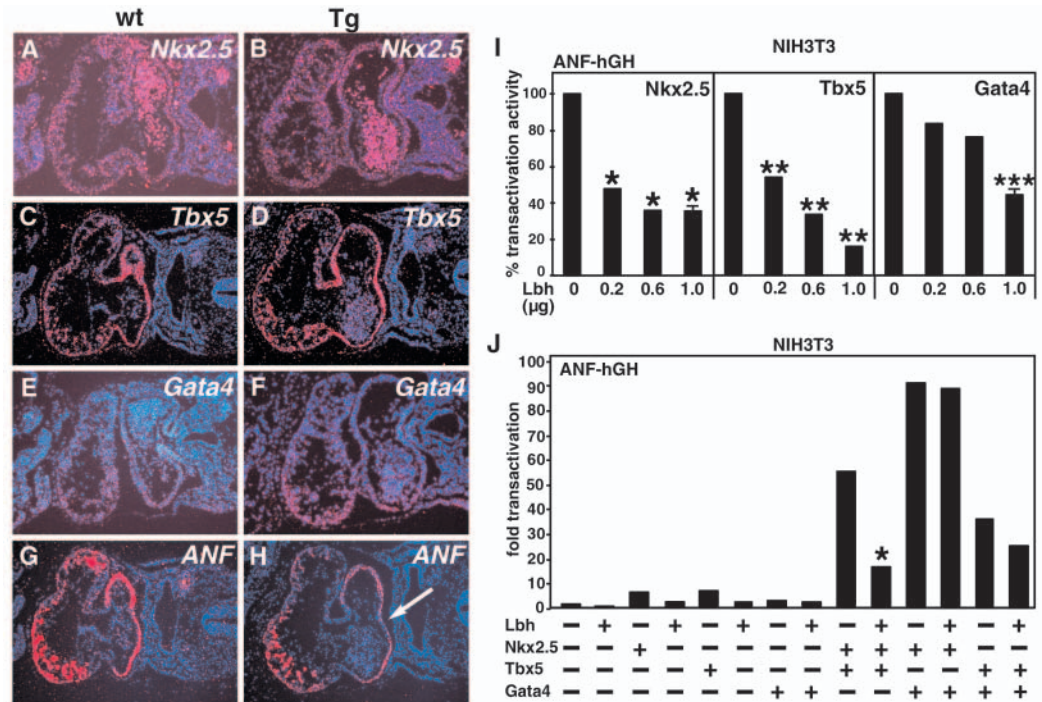 wt Tg
A Nkx2.5
B Nkx2.5
C Tbx5
D Tbx5
E Gata4
F Gata4
G ANF
H ANF
I NIH3T3
ANF-hGH
Nkx2.5 Tbx5 Gata4
% transactivation activity
100
80
60
40
20
0
* * *
** ** **
***
Lbh (µg) 0 0.2 0.6 1.0 0 0.2 0.6 1.0 0 0.2 0.6 1.0
J NIH3T3
ANF-hGH
fold transactivation
100
90
80
70
60
50
40
30
20
10
0
*
Lbh − + − + − + − + − + − + − +
Nkx2.5 − − + + − − − − + + + + − −
Tbx5 − − − − + + − − + + − − + +
Gata4 − − − − − − + + − − + + + +